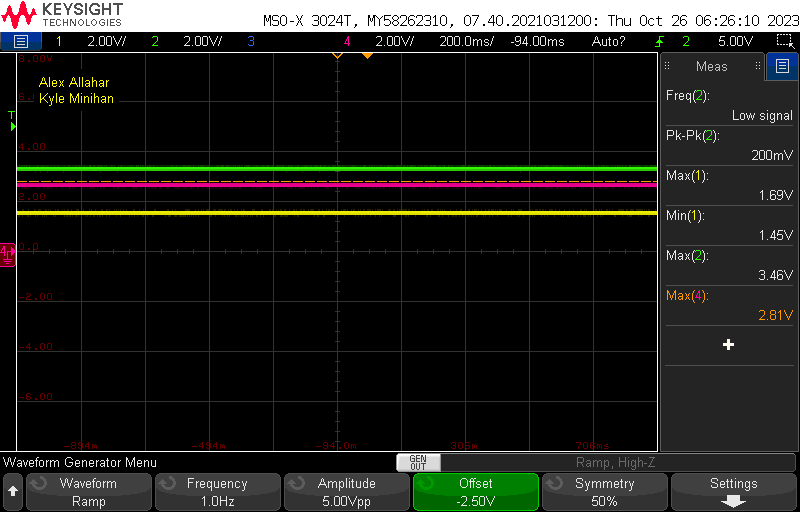 KEYSIGHT
TECHNOLOGIES
MSO-X 3024T, MY58262310, 07.40.2021031200: Thu Oct 26 06:26:10 2023
1 2.00V/ 2 2.00V/ 3 4 2.00V/ 200.0ms/ -94.00ms Auto? 2 5.00V
8.00V
Alex Allahar
Kyle Minihan
6.00
T
4.00
2.00
4
0.0
-2.00
-4.00
-6.00
-894m -494m -94.0m 306m 706ms
Meas
Freq(2):
Low signal
Pk-Pk(2):
200mV
Max(1):
1.69V
Min(1):
1.45V
Max(2):
3.46V
Max(4):
2.81V
Waveform Generator Menu
GEN
OUT
Ramp, High-Z
Waveform
Ramp
Frequency
1.0Hz
Amplitude
5.00Vpp
Offset
-2.50V
Symmetry
50%
Settings